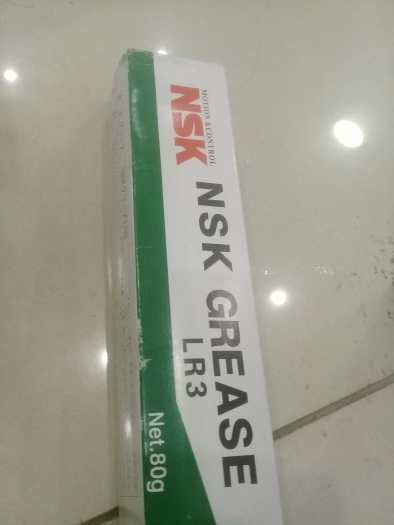 MOTION & CONTROL
NSK
NSK GREASE
LR3
Net.80g